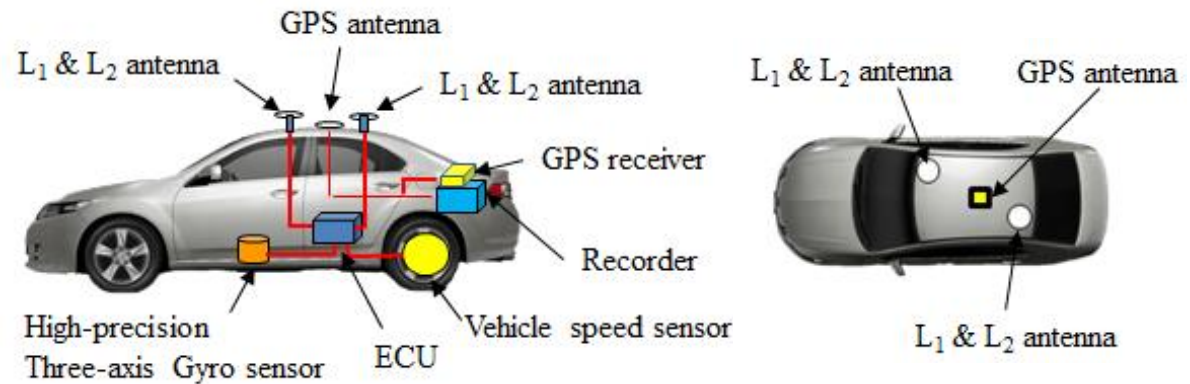 GPS antenna
L₁ & L₂ antenna
L₁ & L₂ antenna
GPS receiver
Recorder
Vehicle speed sensor
ECU
High-precision
Three-axis Gyro sensor
L₁ & L₂ antenna
GPS antenna
L₁ & L₂ antenna